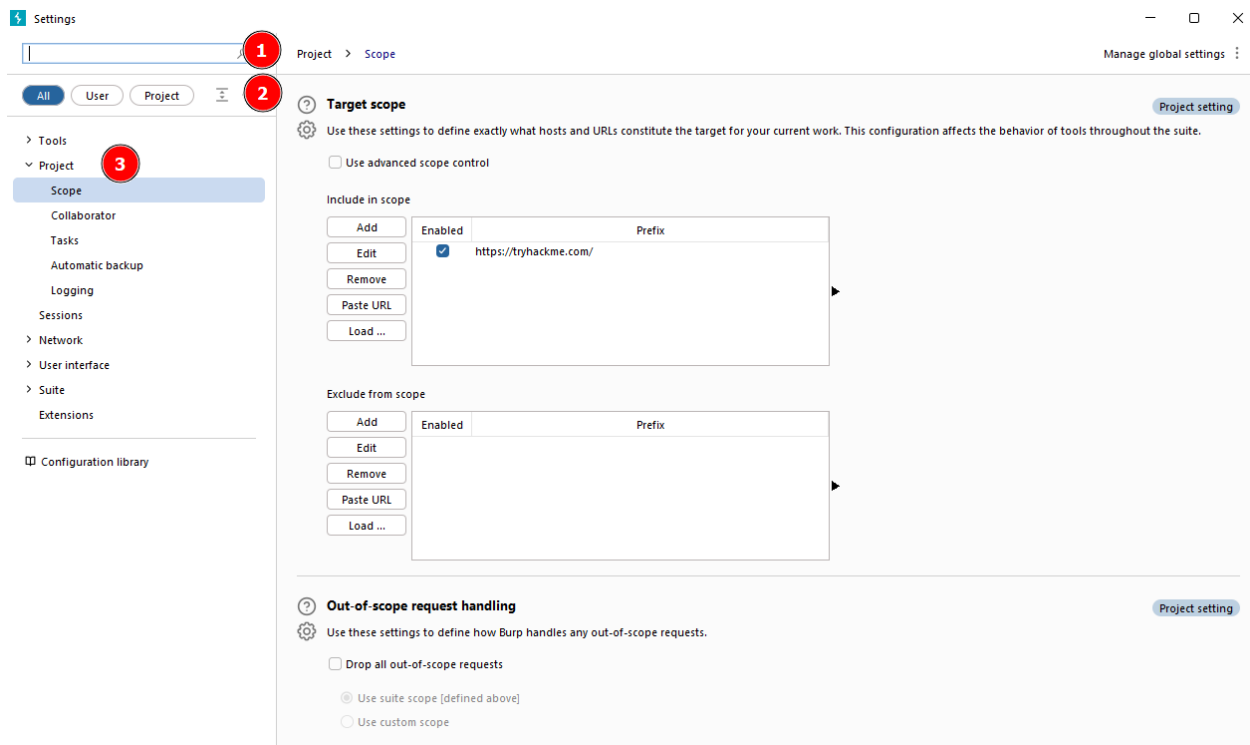 Settings
1
Project > Scope
Manage global settings
All User Project
2
Target scope
Project setting
Use these settings to define exactly what hosts and URLs constitute the target for your current work. This configuration affects the behavior of tools throughout the suite.
> Tools
Project
3
Scope
Collaborator
Tasks
Automatic backup
Logging
Sessions
> Network
> User interface
> Suite
Extensions
Configuration library
Use advanced scope control
Include in scope
Add
Edit
Remove
Paste URL
Load ...
Enabled Prefix
https://tryhackme.com/
Exclude from scope
Add
Edit
Remove
Paste URL
Load ...
Enabled Prefix
Out-of-scope request handling
Project setting
Use these settings to define how Burp handles any out-of-scope requests.
Drop all out-of-scope requests
Use suite scope [defined above]
Use custom scope